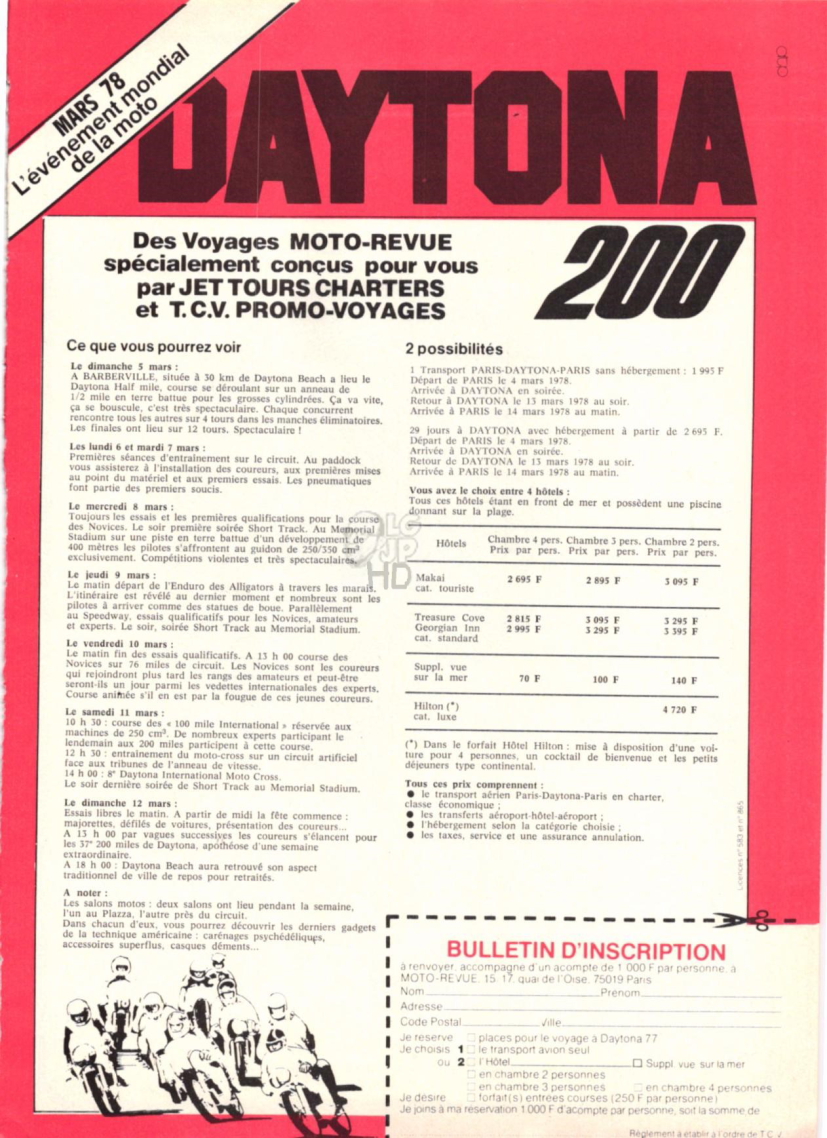 MARS 78
L'événement mondial
de la moto
DAYTONA
200
Des Voyages MOTO-REVUE
spécialement conçus pour vous
par JET TOURS CHARTERS
et T.C.V. PROMO-VOYAGES
Ce que vous pourrez voir
Le dimanche 5 mars :
A BARBERVILLE, située à 30 km de Daytona Beach a lieu le
Daytona Half mile, course se déroulant sur un anneau de
1/2 mile en terre battue pour les grosses cylindrées. Ça va vite,
ça se bouscule, c'est très spectaculaire. Chaque concurrent
rencontre tous les autres sur 4 tours dans les manches éliminatoires.
Les finales ont lieu sur 12 tours. Spectaculaire !
Les lundi 6 et mardi 7 mars :
Premières séances d'entrainement sur le circuit. Au paddock
vous assisterez à l'installation des coureurs, aux premières mises
au point du matériel et aux premiers essais. Les pneumatiques
font partie des premiers soucis.
Le mercredi 8 mars :
Toujours les essais et les premières qualifications pour la course
des Novices. Le soir première soirée Short Track. Au Memorial
Stadium sur une piste en terre battue d'un développement de
400 mètres les pilotes s'affrontent au guidon de 250/350 cm³
exclusivement. Compétitions violentes et très spectaculaires.
Le jeudi 9 mars :
Le matin départ de l'Enduro des Alligators à travers les marais.
L'itinéraire est révélé au dernier moment et nombreux sont les
pilotes à arriver comme des statues de boue. Parallèlement
au Speedway, essais qualificatifs pour les Novices, amateurs
et experts. Le soir, soirée Short Track au Memorial Stadium.
Le vendredi 10 mars :
Le matin fin des essais qualificatifs. A 13 h 00 course des
Novices sur 76 miles de circuit. Les Novices sont les coureurs
qui rejoindront plus tard les rangs des amateurs et peut-être
seront-ils un jour parmi les vedettes internationales des experts.
Course animée s'il en est par la fougue de ces jeunes coureurs.
Le samedi 11 mars :
10 h 30 : course des « 100 mile International » réservée aux
machines de 250 cm³. De nombreux experts participant le
lendemain aux 200 miles participent à cette course.
12 h 30 : entrainement du moto-cross sur un circuit artificiel
face aux tribunes de l'anneau de vitesse.
14 h 00 : 8ᵉ Daytona International Moto Cross.
Le soir dernière soirée de Short Track au Memorial Stadium.
Le dimanche 12 mars :
Essais libres le matin. A partir de midi la fête commence :
majorettes, défilés de voitures, présentation des coureurs...
A 13 h 00 par vagues successives les coureurs s'élancent pour
les 37ᵉ 200 miles de Daytona, apothéose d'une semaine
extraordinaire.
A 18 h 00 : Daytona Beach aura retrouvé son aspect
traditionnel de ville de repos pour retraités.
A noter :
Les salons motos : deux salons ont lieu pendant la semaine,
l'un au Plazza, l'autre près du circuit.
Dans chacun d'eux, vous pourrez découvrir les derniers gadgets
de la technique américaine : carénages psychédéliques,
accessoires superflus, casques déments...
2 possibilités
1 Transport PARIS-DAYTONA-PARIS sans hébergement : 1 995 F
Départ de PARIS le 4 mars 1978.
Arrivée à DAYTONA en soirée.
Retour à DAYTONA le 13 mars 1978 au soir.
Arrivée à PARIS le 14 mars 1978 au matin.
29 jours à DAYTONA avec hébergement à partir de 2 695 F.
Départ de PARIS le 4 mars 1978.
Arrivée à DAYTONA en soirée.
Retour de DAYTONA le 13 mars 1978 au soir.
Arrivée à PARIS le 14 mars 1978 au matin.
Vous avez le choix entre 4 hôtels :
Tous ces hôtels étant en front de mer et possèdent une piscine
donnant sur la plage.
Hôtels Chambre 4 pers. Chambre 3 pers. Chambre 2 pers.
Prix par pers. Prix par pers. Prix par pers.
Makai 2 695 F 2 895 F 3 095 F
cat. touriste
Treasure Cove 2 815 F 3 095 F 3 295 F
Georgian Inn 2 995 F 3 295 F 3 395 F
cat. standard
Suppl. vue
sur la mer 70 F 100 F 140 F
Hilton (*) 4 720 F
cat. luxe
(*) Dans le forfait Hôtel Hilton : mise à disposition d'une voi-
ture pour 4 personnes, un cocktail de bienvenue et les petits
déjeuners type continental.
Tous ces prix comprennent :
● le transport aérien Paris-Daytona-Paris en charter,
classe économique ;
● les transferts aéroport-hôtel-aéroport ;
● l'hébergement selon la catégorie choisie ;
● les taxes, service et une assurance annulation.
Licences n° 583 et n° 865
BULLETIN D'INSCRIPTION
à renvoyer, accompagné d'un acompte de 1 000 F par personne, à
MOTO-REVUE, 15, 17, quai de l'Oise, 75019 Paris
Nom Prénom
Adresse
Code Postal Ville
Je réserve □ places pour le voyage à Daytona 77
Je choisis 1 □ le transport avion seul
ou 2 □ l'Hôtel □ Suppl. vue sur la mer
□ en chambre 2 personnes
□ en chambre 3 personnes □ en chambre 4 personnes
Je désire □ forfait(s) entrées courses (250 F par personne)
Je joins à ma réservation 1 000 F d'acompte par personne, soit la somme de
Règlement à établir à l'ordre de T.C.V.
LGJP
HD